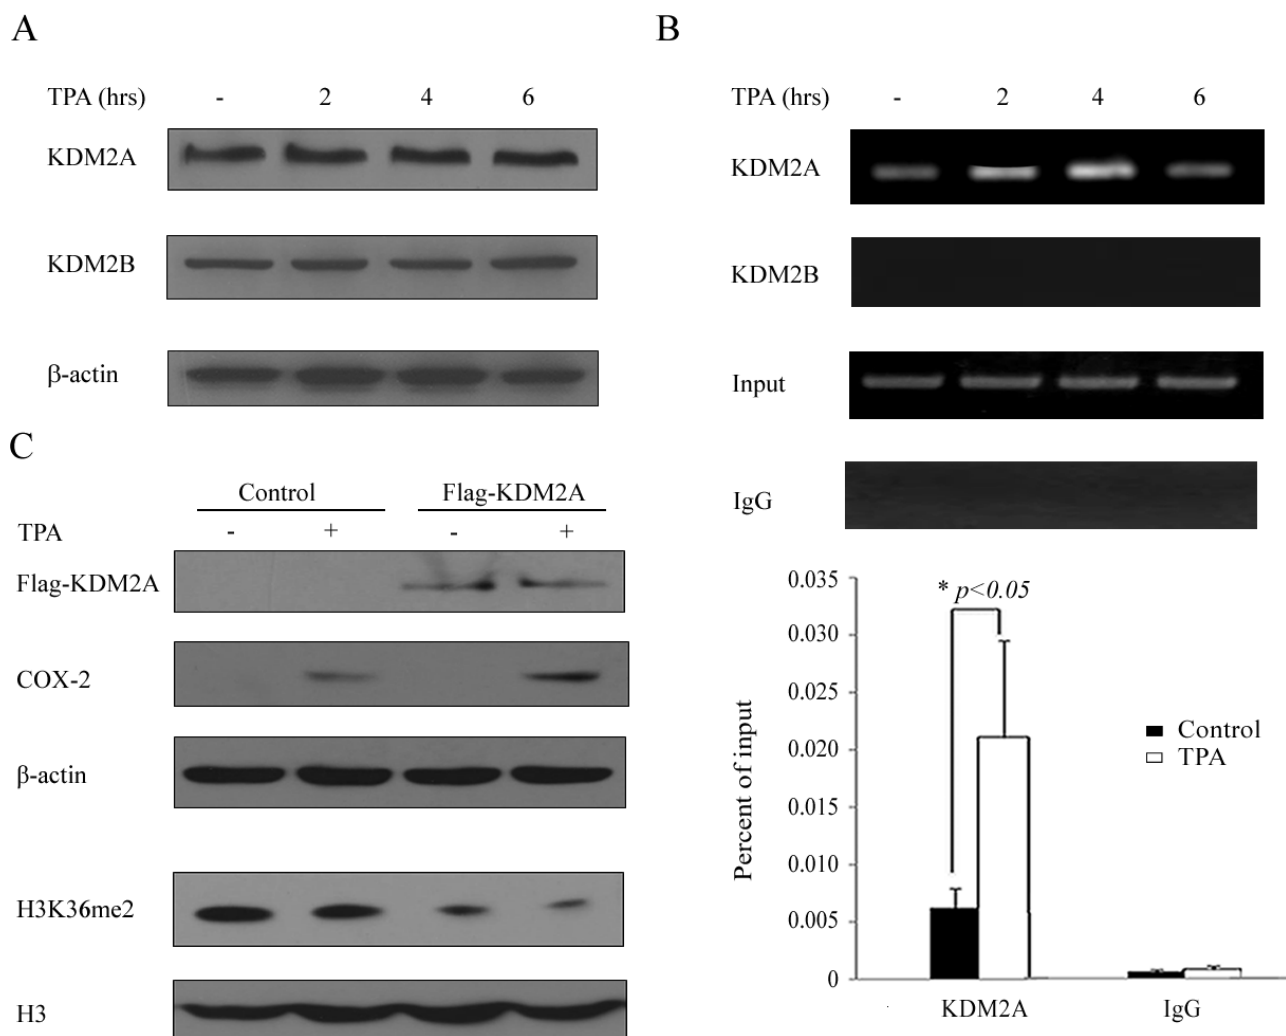 A
TPA (hrs) - 2 4 6
KDM2A
KDM2B
β-actin
B
TPA (hrs) - 2 4 6
KDM2A
KDM2B
Input
IgG
0.035
0.030
0.025
0.020
0.015
0.010
0.005
0
Percent of input
* p<0.05
Control
TPA
KDM2A IgG
C
Control Flag-KDM2A
TPA - + - +
Flag-KDM2A
COX-2
β-actin
H3K36me2
H3